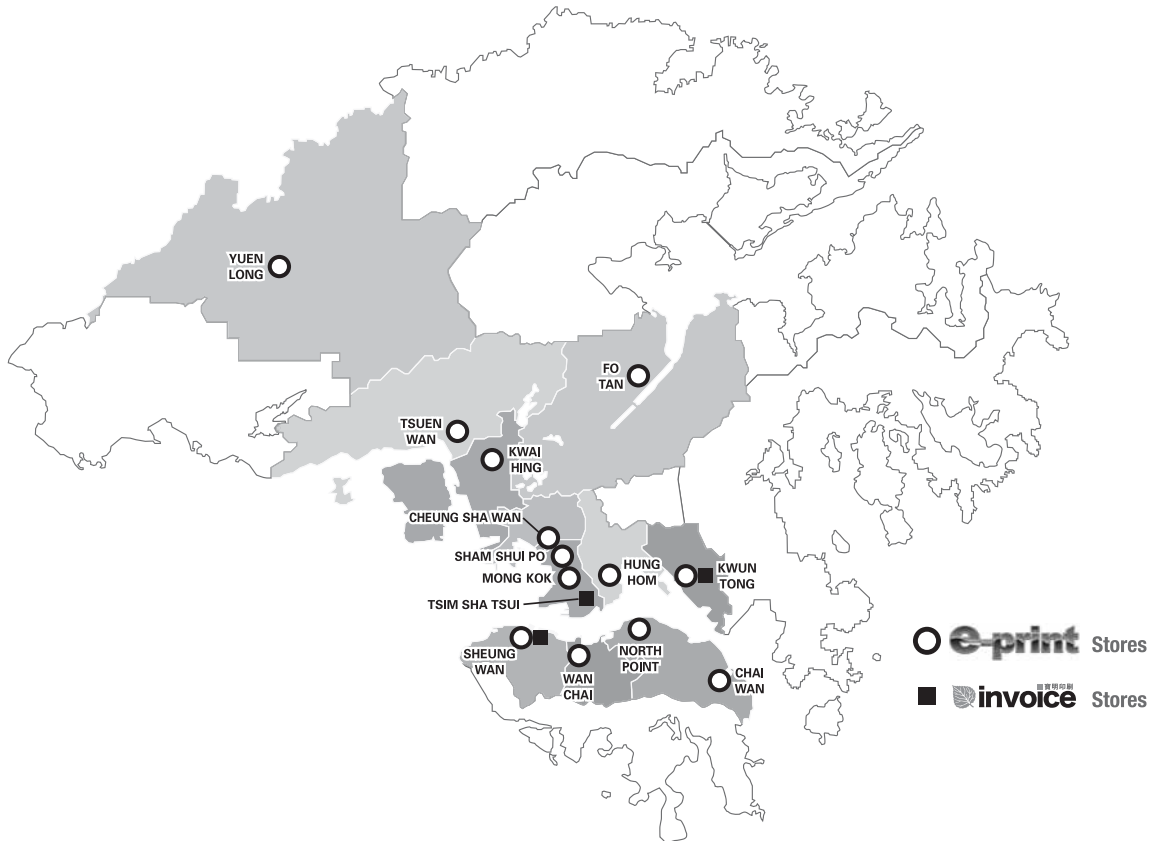 YUEN
LONG
FO
TAN
TSUEN
WAN
KWAI
HING
CHEUNG SHA WAN
SHAM SHUI PO
MONG KOK
HUNG
HOM
KWUN
TONG
TSIM SHA TSUI
SHEUNG
WAN
WAN
CHAI
NORTH
POINT
CHAI
WAN
e-print Stores
invoice Stores